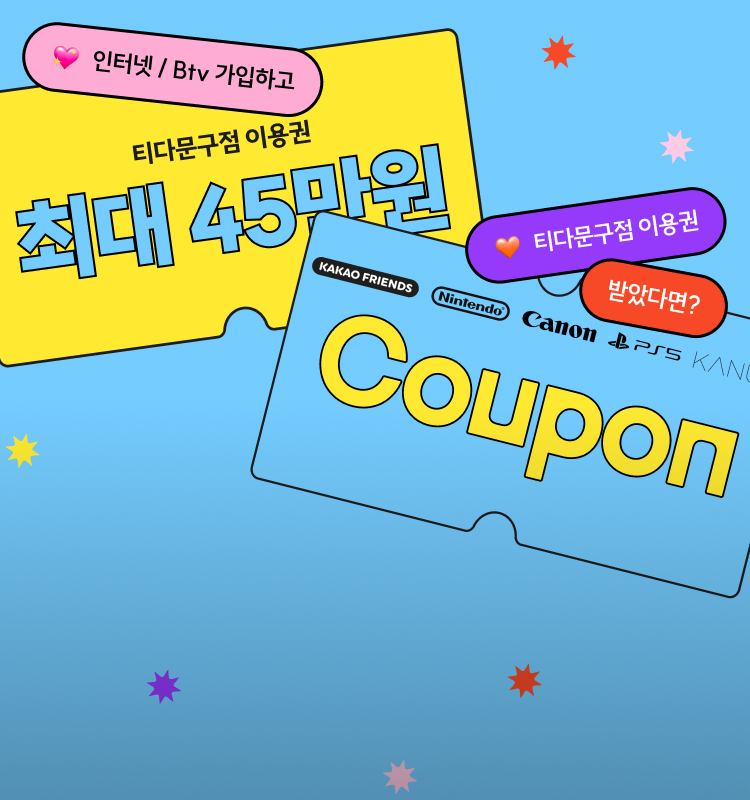 인터넷 / Btv 가입하고
티다문구점 이용권
최대 45만원
티다문구점 이용권
받았다면?
KAKAO FRIENDS
Nintendo
Canon
PS5
Coupon